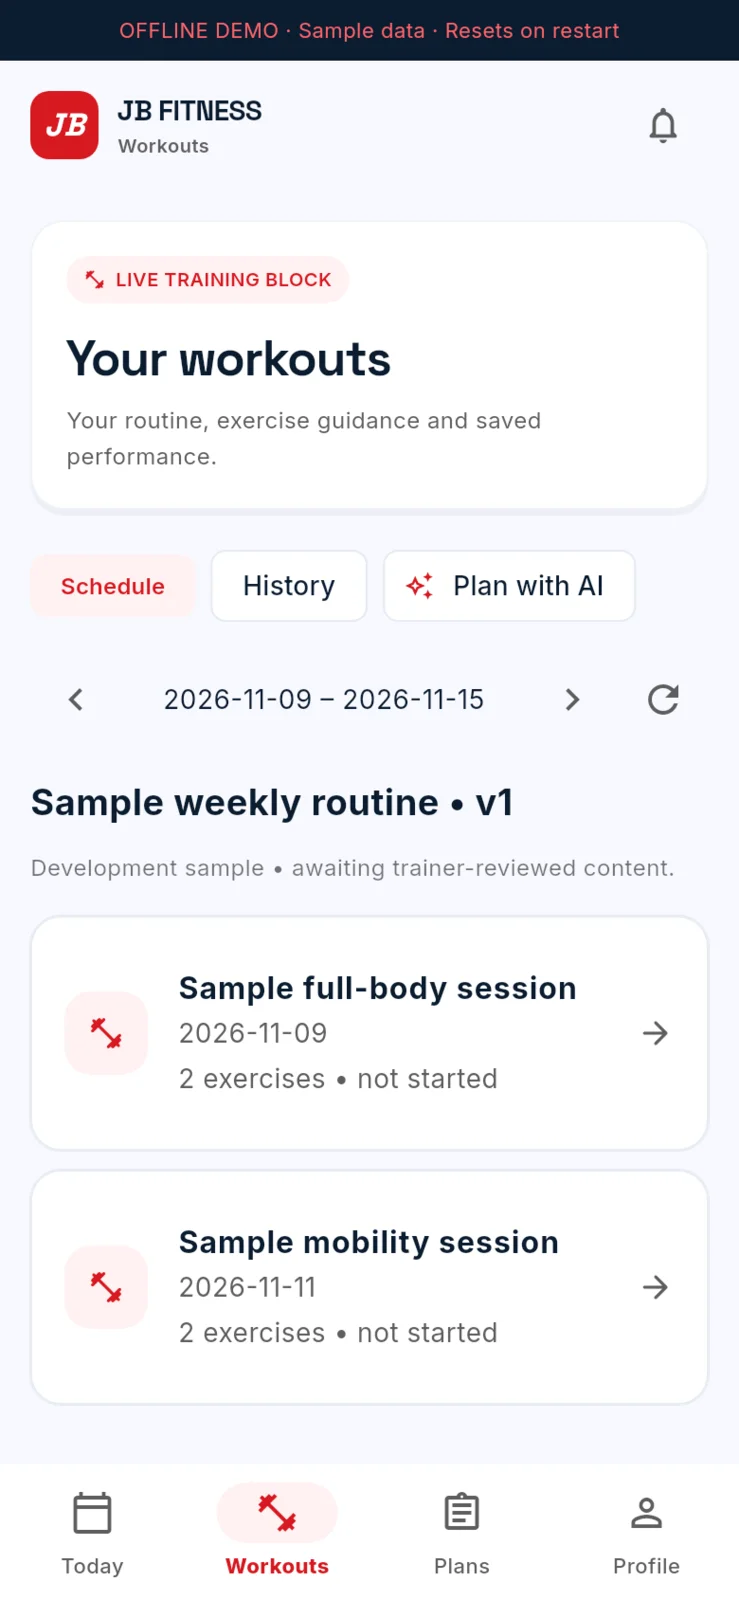 OFFLINE DEMO · Sample data · Resets on restart
JB
JB FITNESS
Workouts
LIVE TRAINING BLOCK
Your workouts
Your routine, exercise guidance and saved
performance.
Schedule
History
Plan with AI
2026-11-09 – 2026-11-15
Sample weekly routine • v1
Development sample • awaiting trainer-reviewed content.
Sample full-body session
2026-11-09
2 exercises • not started
Sample mobility session
2026-11-11
2 exercises • not started
Today
Workouts
Plans
Profile